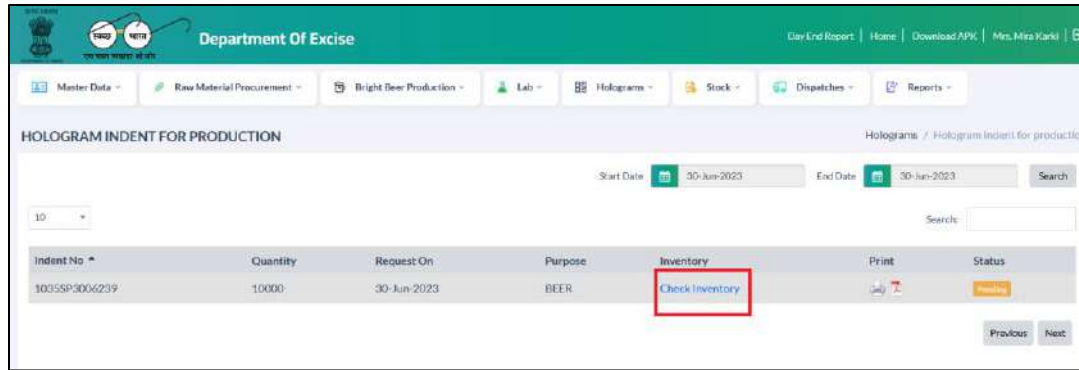 स्वच्छ भारत
Department Of Excise
Day End Report | Home | Download APK | Mrs. Mira Karki |
Master Data
Raw Material Procurement
Bright Beer Production
Lab
Holograms
Stock
Dispatches
Reports
HOLOGRAM INDENT FOR PRODUCTION
Holograms / Hologram indent for productio
Start Date 30-Jun-2023 End Date 30-Jun-2023 Search
10 Search:
Indent No Quantity Request On Purpose Inventory Print Status
1035SP3006239 10000 30-Jun-2023 BEER Check Inventory Pending
Previous Next